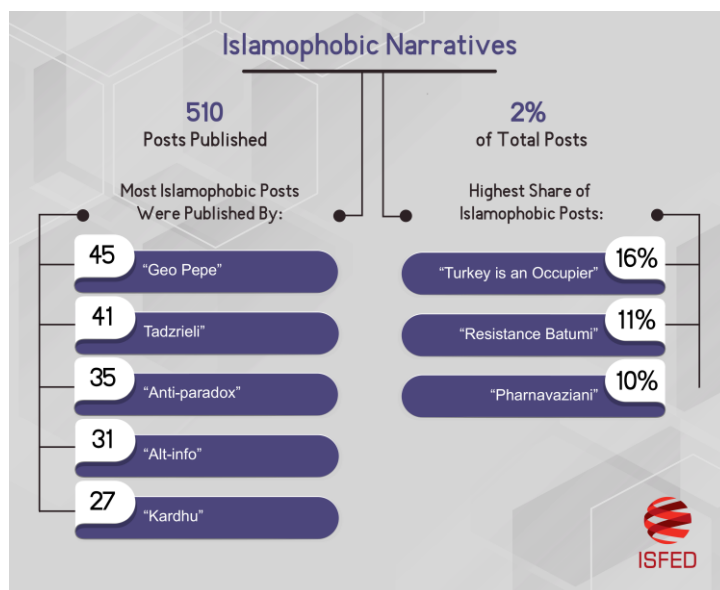 Islamophobic Narratives
510
Posts Published
2%
of Total Posts
Most Islamophobic Posts
Were Published By:
45
“Geo Pepe”
41
Tadzrieli”
35
“Anti-paradox”
31
“Alt-info”
27
“Kardhu”
Highest Share of
Islamophobic Posts:
“Turkey is an Occupier”
16%
“Resistance Batumi”
11%
“Pharnavaziani”
10%
ISFED